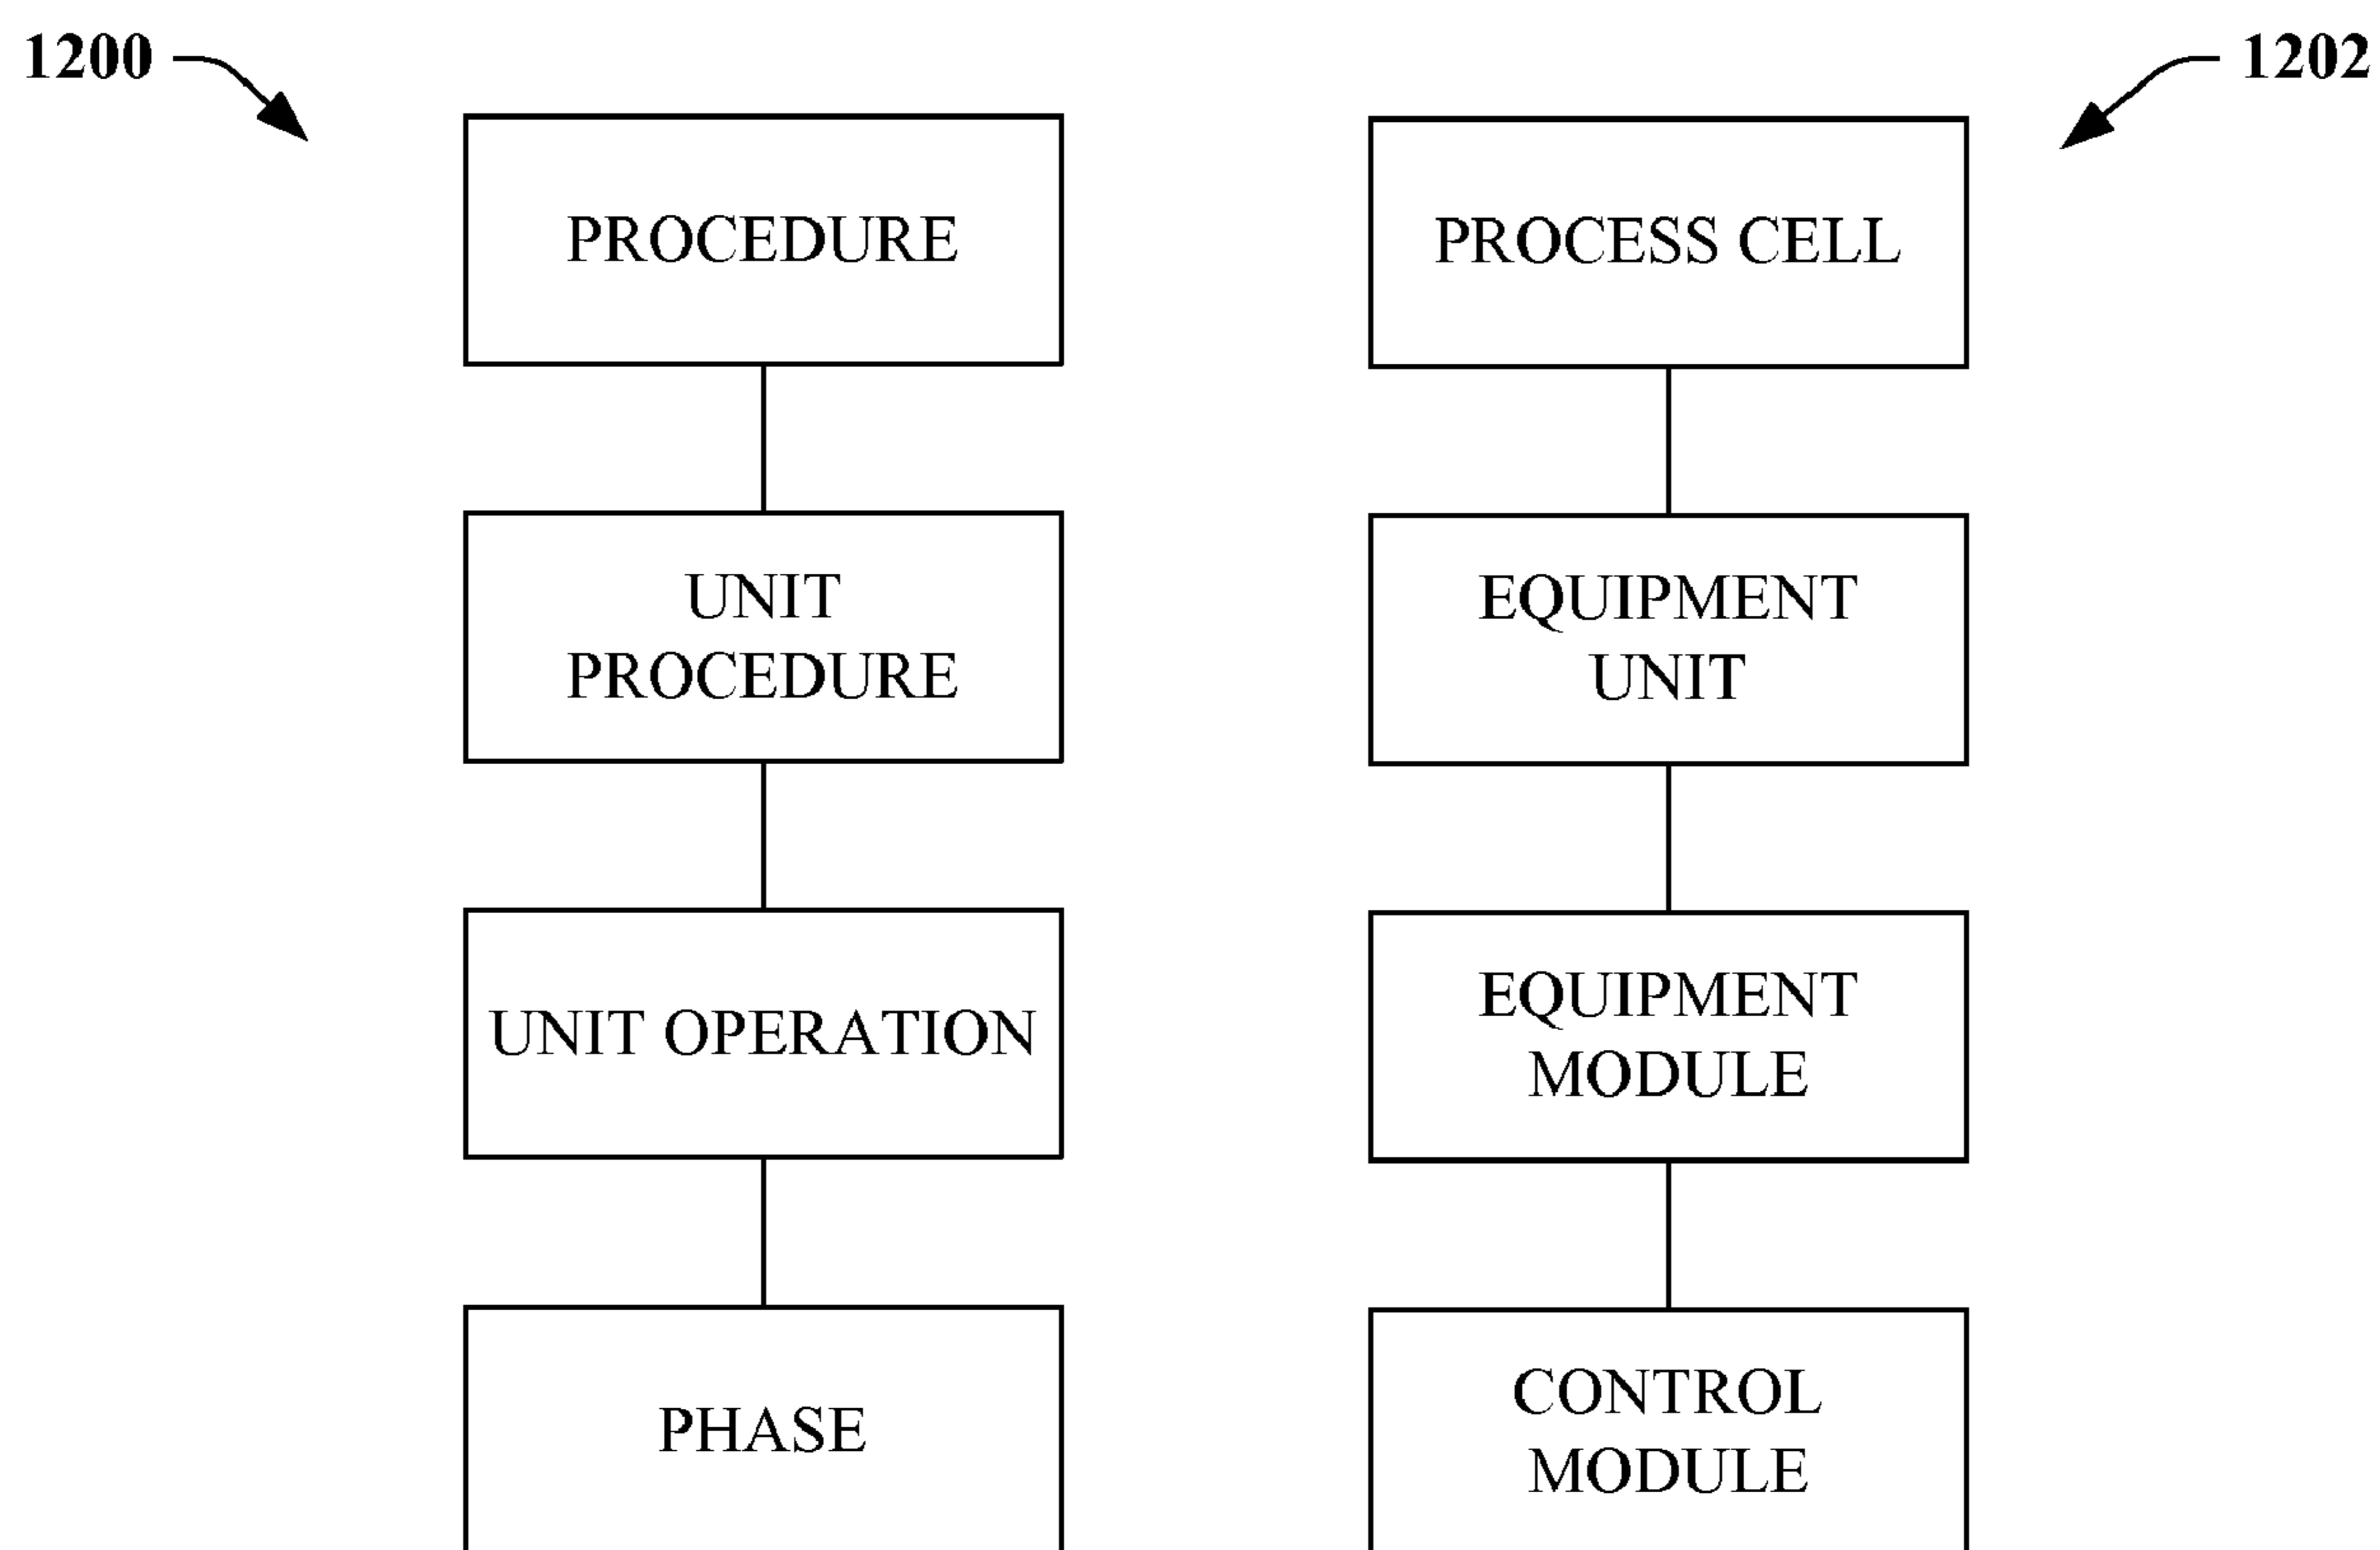 1200
1202
PROCEDURE
PROCESS CELL
UNIT
PROCEDURE
EQUIPMENT
UNIT
UNIT OPERATION
EQUIPMENT
MODULE
PHASE
CONTROL
MODULE